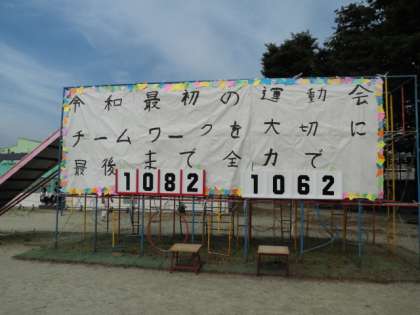 令和最初の運動会
チームワークを大切に
最後まで全力で
1082 1062